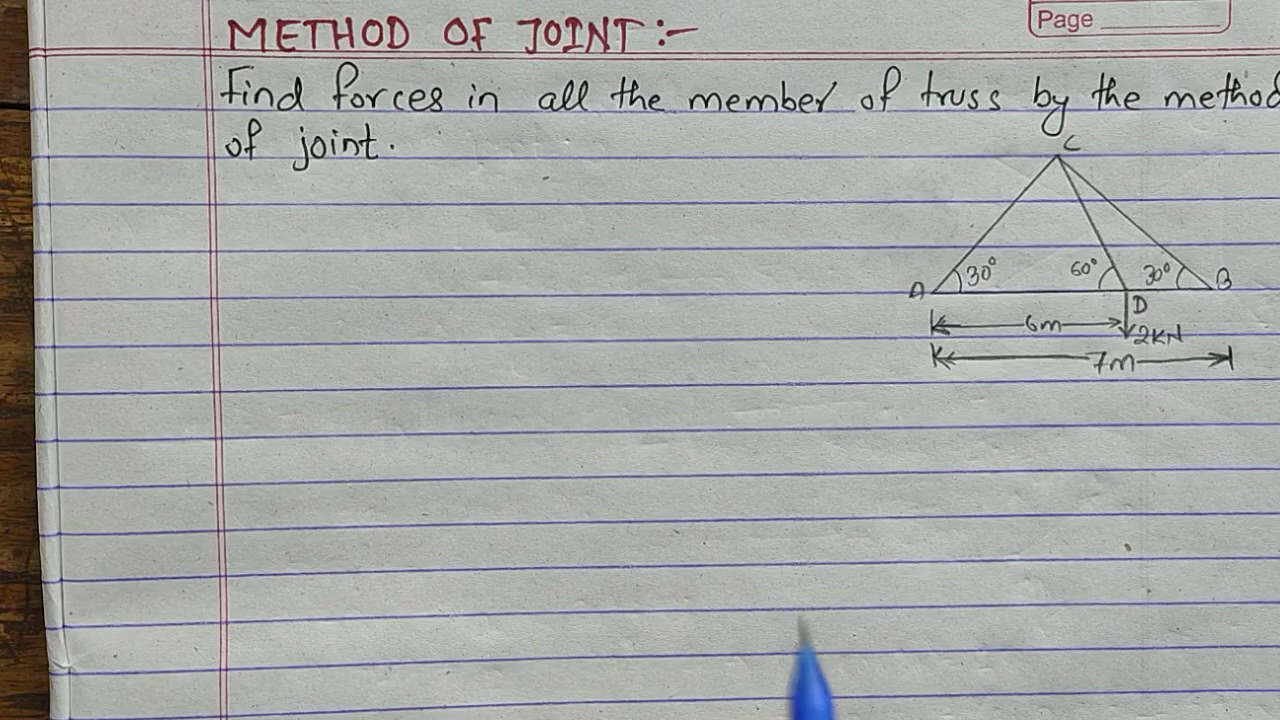 Page
METHOD OF JOINT :-
Find forces in all the member of truss by the method
of joint.
C
30° 60° 30°
A B
D
6m
2KN
7m